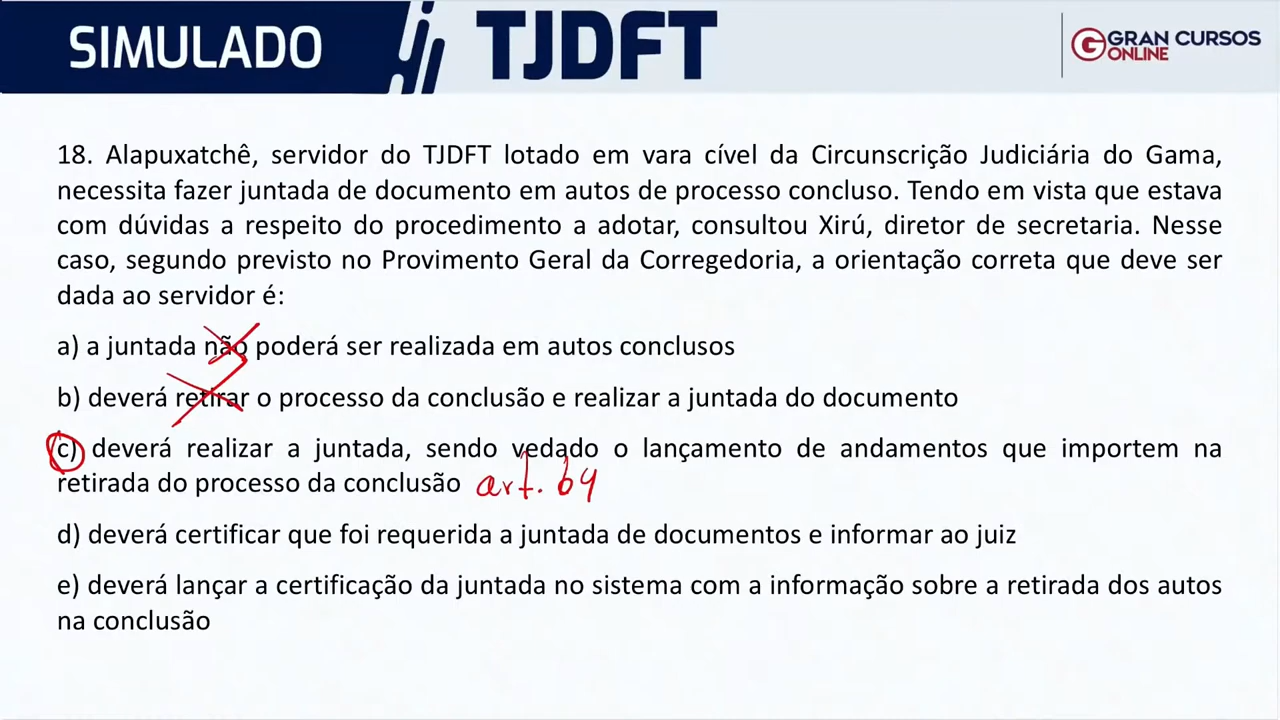 SIMULADO
TJDFT
GRAN CURSOS
ONLINE
18. Alapuxatchê, servidor do TJDFT lotado em vara cível da Circunscrição Judiciária do Gama,
necessita fazer juntada de documento em autos de processo concluso. Tendo em vista que estava
com dúvidas a respeito do procedimento a adotar, consultou Xirú, diretor de secretaria. Nesse
caso, segundo previsto no Provimento Geral da Corregedoria, a orientação correta que deve ser
dada ao servidor é:
a) a juntada não poderá ser realizada em autos conclusos
b) deverá retirar o processo da conclusão e realizar a juntada do documento
c) deverá realizar a juntada, sendo vedado o lançamento de andamentos que importem na
retirada do processo da conclusão art. 64
d) deverá certificar que foi requerida a juntada de documentos e informar ao juiz
e) deverá lançar a certificação da juntada no sistema com a informação sobre a retirada dos autos
na conclusão